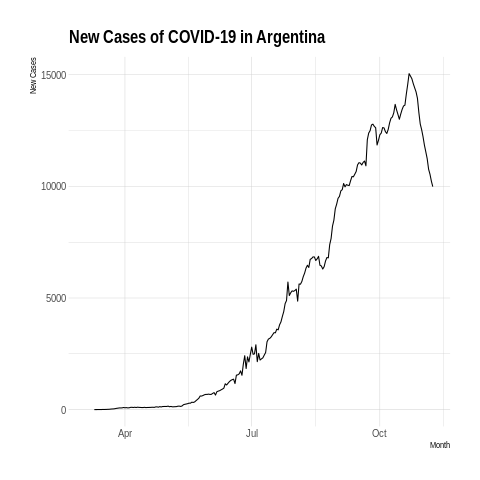 New Cases of COVID-19 in Argentina
New Cases
15000
10000
5000
0
Apr
Jul
Oct
Month